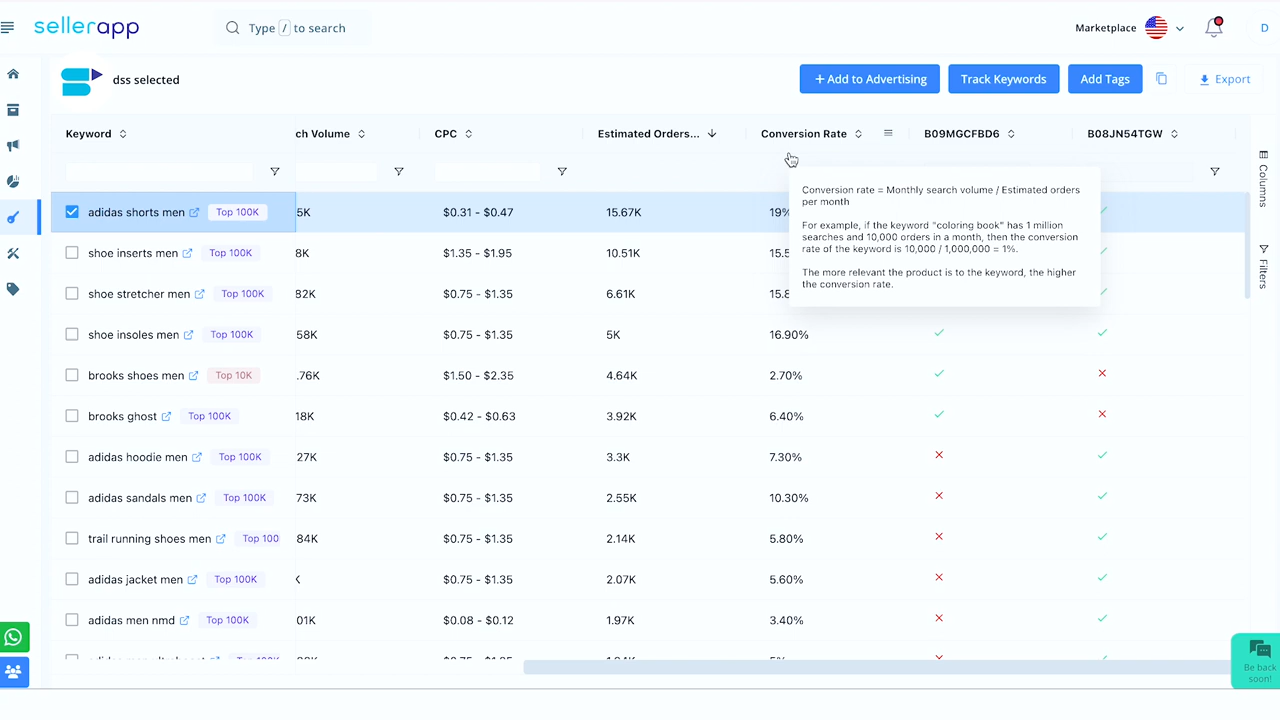 sellerapp
Type / to search
Marketplace
D
dss selected
+ Add to Advertising
Track Keywords
Add Tags
Export
Keyword
ch Volume
CPC
Estimated Orders...
Conversion Rate
B09MGCFBD6
B08JN54TGW
Columns
Filters
Conversion rate = Monthly search volume / Estimated orders
per month
For example, if the keyword "coloring book" has 1 million
searches and 10,000 orders in a month, then the conversion
rate of the keyword is 10,000 / 1,000,000 = 1%.
The more relevant the product is to the keyword, the higher
the conversion rate.
adidas shorts men Top 100K 5K $0.31 - $0.47 15.67K 19%
shoe inserts men Top 100K 8K $1.35 - $1.95 10.51K 15.5
shoe stretcher men Top 100K 82K $0.75 - $1.35 6.61K 15.8
shoe insoles men Top 100K 58K $0.75 - $1.35 5K 16.90%
brooks shoes men Top 10K .76K $1.50 - $2.35 4.64K 2.70%
brooks ghost Top 100K 18K $0.42 - $0.63 3.92K 6.40%
adidas hoodie men Top 100K 27K $0.75 - $1.35 3.3K 7.30%
adidas sandals men Top 100K 73K $0.75 - $1.35 2.55K 10.30%
trail running shoes men Top 100 84K $0.75 - $1.35 2.14K 5.80%
adidas jacket men Top 100K K $0.75 - $1.35 2.07K 5.60%
adidas men nmd Top 100K 01K $0.08 - $0.12 1.97K 3.40%
Be back
soon!